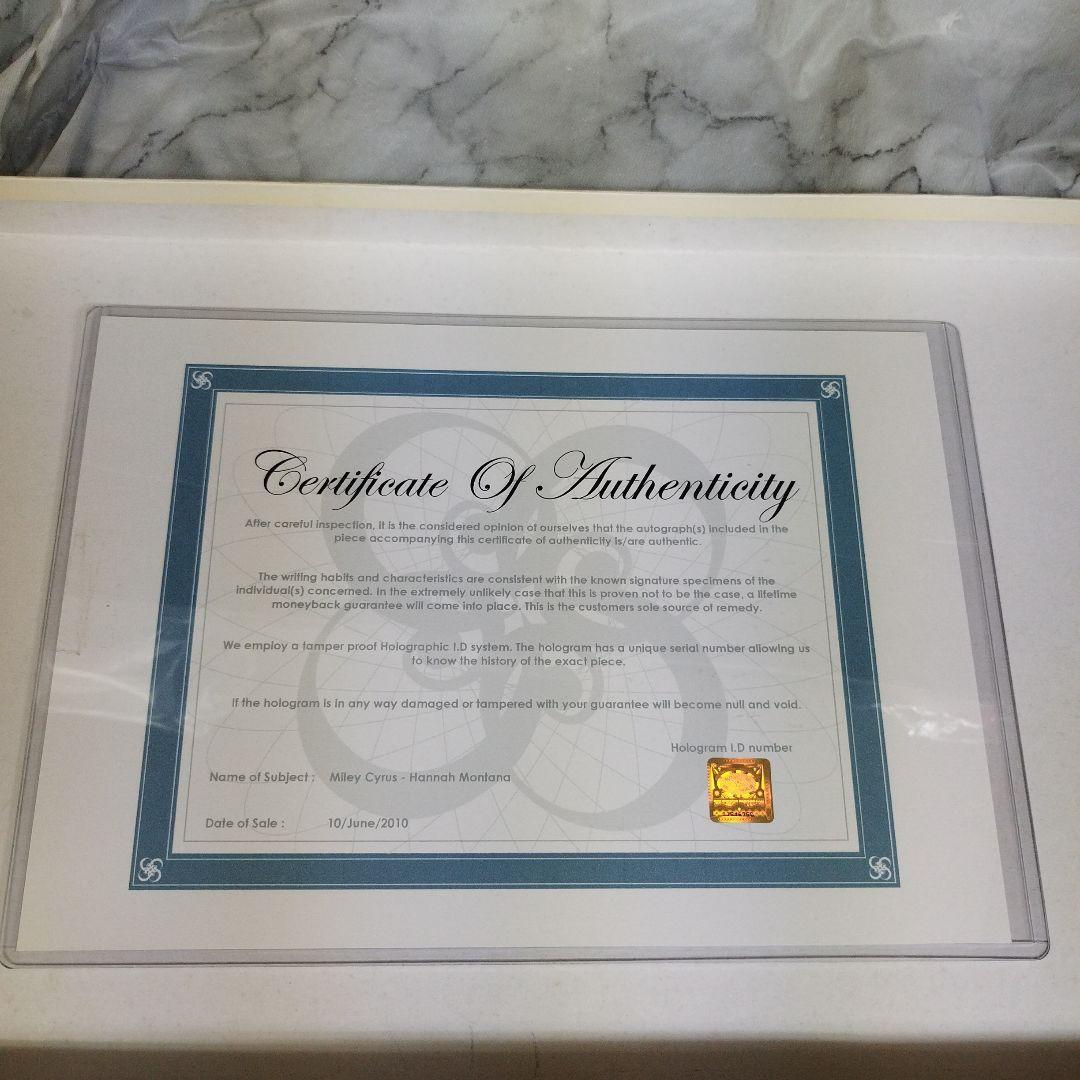 Certificate Of Authenticity
After careful inspection, it is the considered opinion of ourselves that the autograph(s) included in the
piece accompanying this certificate of authenticity is/are authentic.
The writing habits and characteristics are consistent with the known signature specimens of the
individual(s) concerned. In the extremely unlikely case that this is proven not to be the case, a lifetime
moneyback guarantee will come into place. This is the customers sole source of remedy.
We employ a tamper proof Holographic I.D system. The hologram has a unique serial number allowing us
to know the history of the exact piece.
If the hologram is in any way damaged or tampered with your guarantee will become null and void.
Hologram I.D number
Name of Subject : Miley Cyrus - Hannah Montana
Date of Sale : 10/June/2010